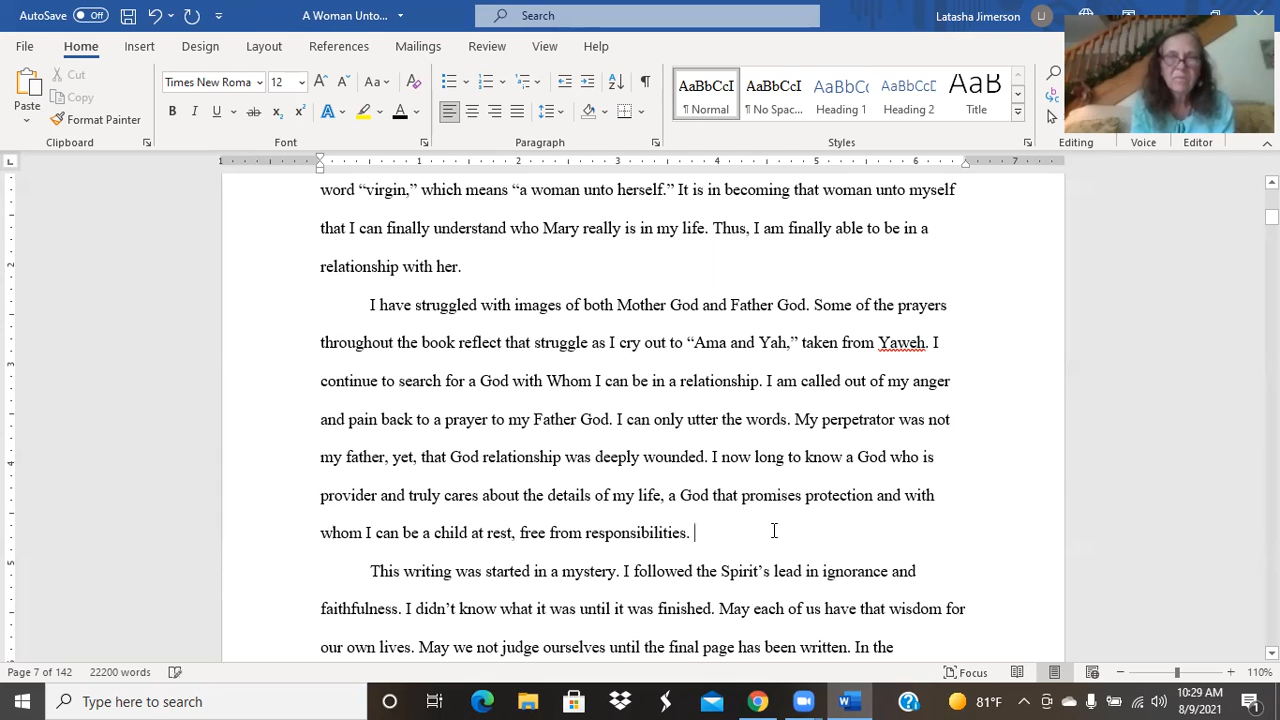 AutoSave Off A Woman Unto... Search Latasha Jimerson LJ
File Home Insert Draw Design Layout References Mailings Review View Help
Paste Cut Copy Format Painter
Times New Roma 12 Aa
AaBbCcI AaBbCcI AaBbCc AaBbCcI AaB
¶ Normal ¶ No Spac... Heading 1 Heading 2 Title
Clipboard Font Paragraph Styles Editing Voice Editor
word “virgin,” which means “a woman unto herself.” It is in becoming that woman unto myself
that I can finally understand who Mary really is in my life. Thus, I am finally able to be in a
relationship with her.
I have struggled with images of both Mother God and Father God. Some of the prayers
throughout the book reflect that struggle as I cry out to “Ama and Yah,” taken from Yaweh. I
continue to search for a God with Whom I can be in a relationship. I am called out of my anger
and pain back to a prayer to my Father God. I can only utter the words. My perpetrator was not
my father, yet, that God relationship was deeply wounded. I now long to know a God who is
provider and truly cares about the details of my life, a God that promises protection and with
whom I can be a child at rest, free from responsibilities.
This writing was started in a mystery. I followed the Spirit’s lead in ignorance and
faithfulness. I didn’t know what it was until it was finished. May each of us have that wisdom for
our own lives. May we not judge ourselves until the final page has been written. In the
Page 7 of 142 22200 words Focus 110%
Type here to search 81°F 10:29 AM
8/9/2021